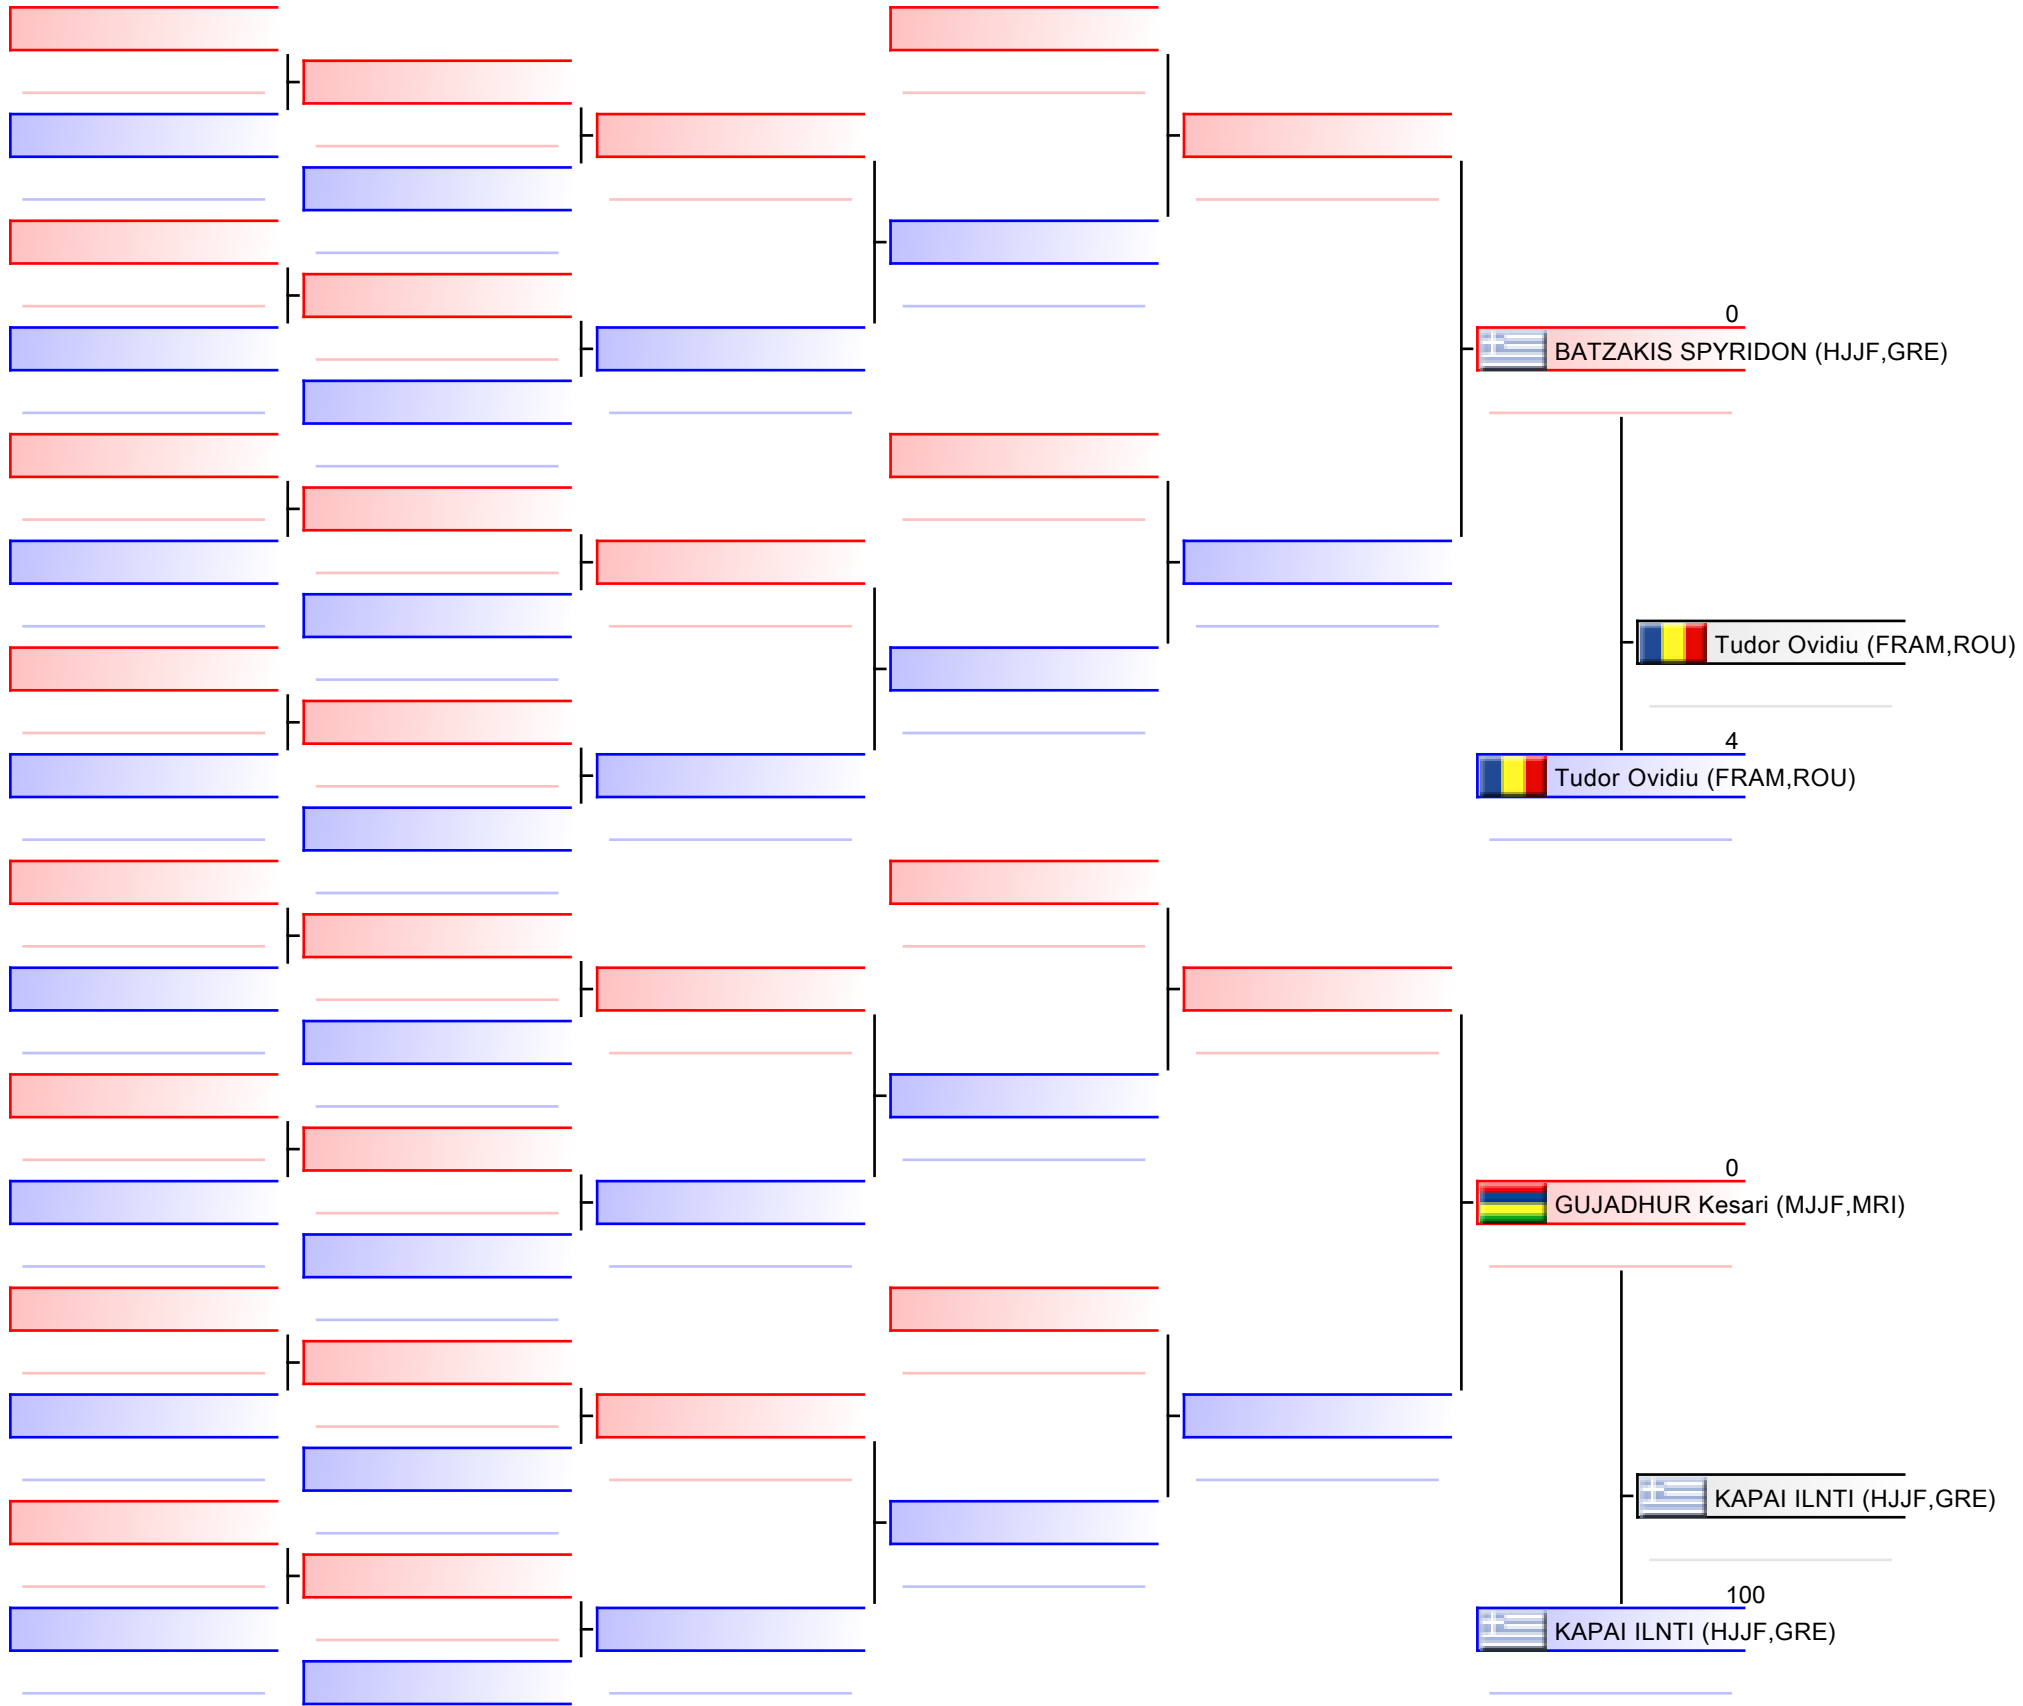 0
BATZAKIS SPYRIDON (HJJF,GRE)
Tudor Ovidiu (FRAM,ROU)
4
Tudor Ovidiu (FRAM,ROU)
0
GUJADHUR Kesari (MJJF,MRI)
KAPAI ILNTI (HJJF,GRE)
100
KAPAI ILNTI (HJJF,GRE)